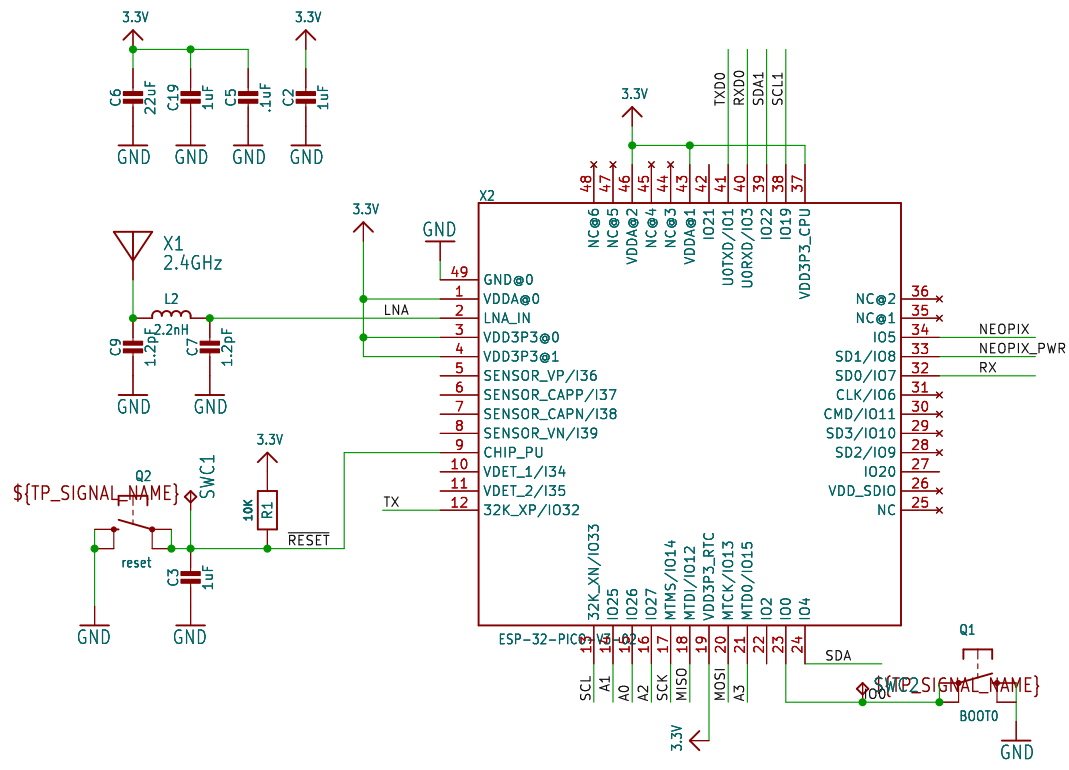 3.3V
3.3V
C6
22uF
C19
1uF
C5
.1uF
C2
1uF
GND
GND
GND
GND
3.3V
TXD0
RXD0
SDA1
SCL1
48
47
46
45
44
43
42
41
40
39
38
37
X2
NC@6
NC@5
VDDA@2
NC@4
NC@3
VDDA@1
IO21
U0TXD/IO1
U0RXD/IO3
IO22
IO19
VDD3P3_CPU
3.3V
GND
X1
2.4GHz
L2
2.2nH
C9
1.2pF
C7
1.2pF
GND
GND
LNA
49 GND@0
1 VDDA@0
2 LNA_IN
3 VDD3P3@0
4 VDD3P3@1
5 SENSOR_VP/I36
6 SENSOR_CAPP/I37
7 SENSOR_CAPN/I38
8 SENSOR_VN/I39
9 CHIP_PU
10 VDET_1/I34
11 VDET_2/I35
12 32K_XP/IO32
NC@2 36
NC@1 35
IO5 34 NEOPIX
SD1/IO8 33 NEOPIX_PWR
SD0/IO7 32 RX
CLK/IO6 31
CMD/IO11 30
SD3/IO10 29
SD2/IO9 28
IO20 27
VDD_SDIO 26
NC 25
3.3V
Q2
${TP_SIGNAL_NAME}
SWC1
10K
R1
TX
RESET
reset
C3
1uF
GND
GND
32K_XN/IO33
IO25
IO26
IO27
MTMS/IO14
MTDI/IO12
VDD3P3_RTC
MTCK/IO13
MTDO/IO15
IO2
IO0
IO4
ESP-32-PICO-V3-02
13
14
15
16
17
18
19
20
21
22
23
24
SCL
A1
A0
A2
SCK
MISO
MOSI
A3
SDA
3.3V
Q1
SWC2
${TP_SIGNAL_NAME}
IO0
BOOT0
GND